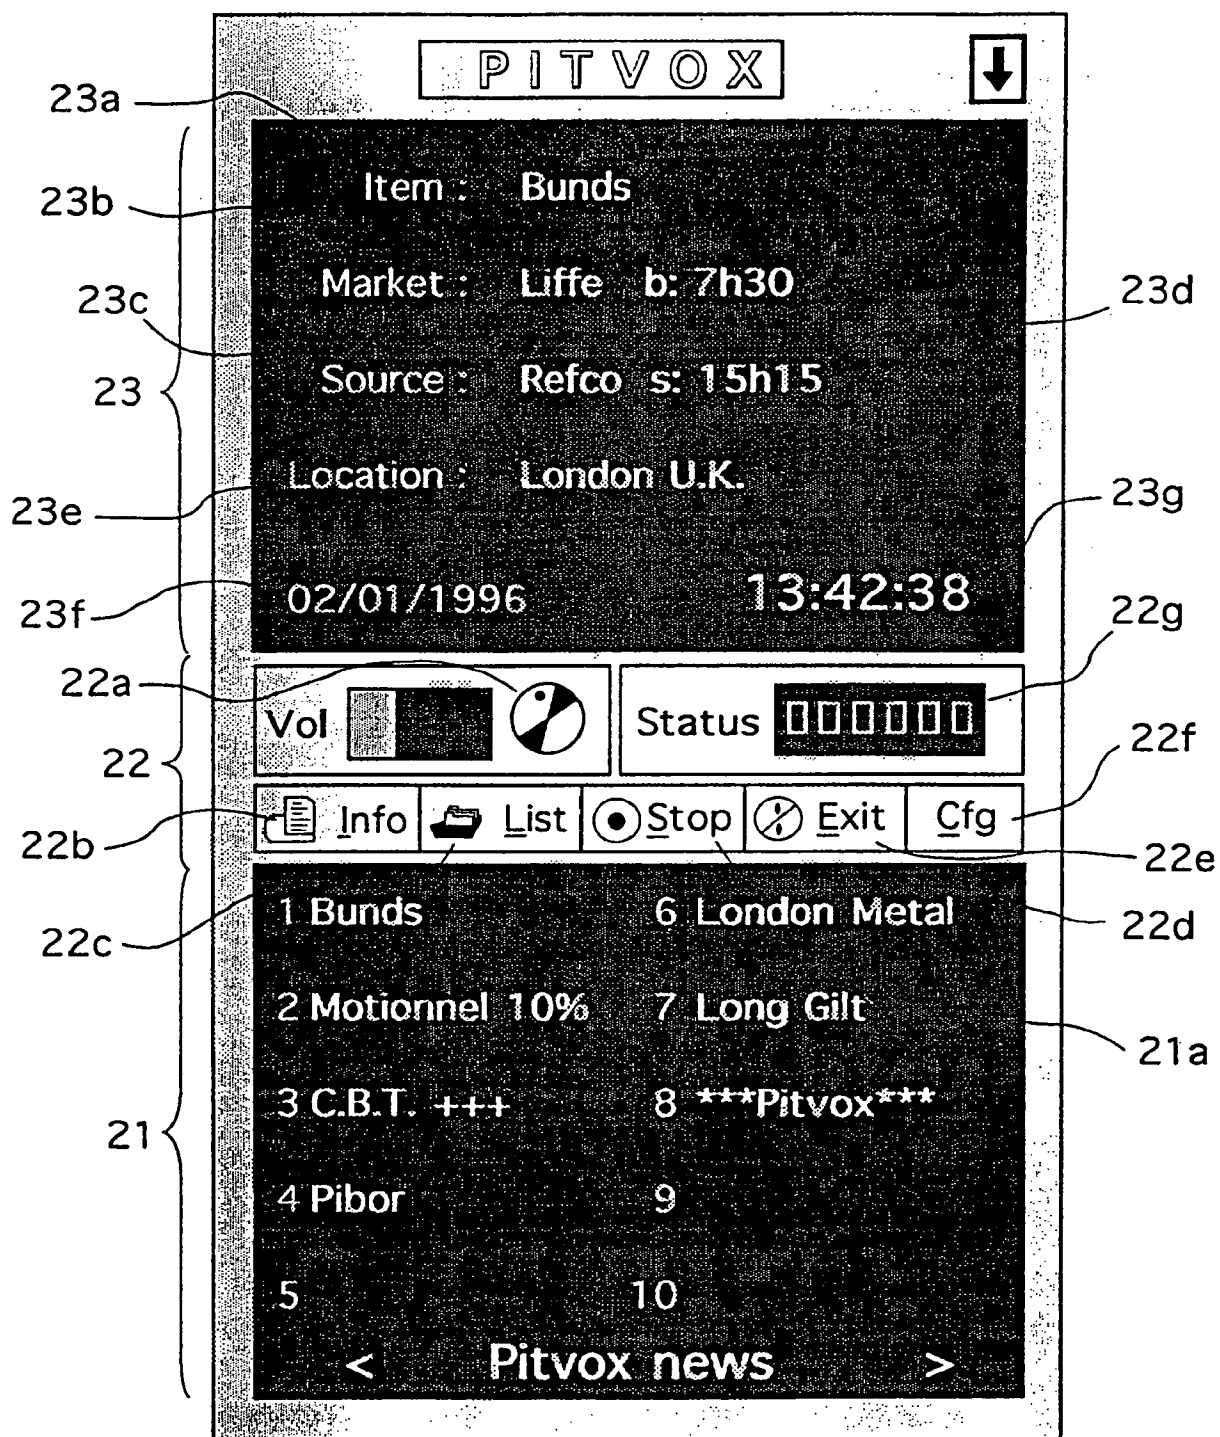 PITVOX
23a
Item : Bunds
23b
Market : Liffe b: 7h30
23c
23d
Source : Refco s: 15h15
23
Location : London U.K.
23e
23g
02/01/1996 13:42:38
23f
22g
22a
Vol
Status 000000
22
22f
Info List Stop Exit Cfg
22b
22e
1 Bunds 6 London Metal
22c
22d
2 Motionnel 10% 7 Long Gilt
21a
3 C.B.T. +++ 8 ***Pitvox***
21
4 Pibor 9
5 10
< Pitvox news >